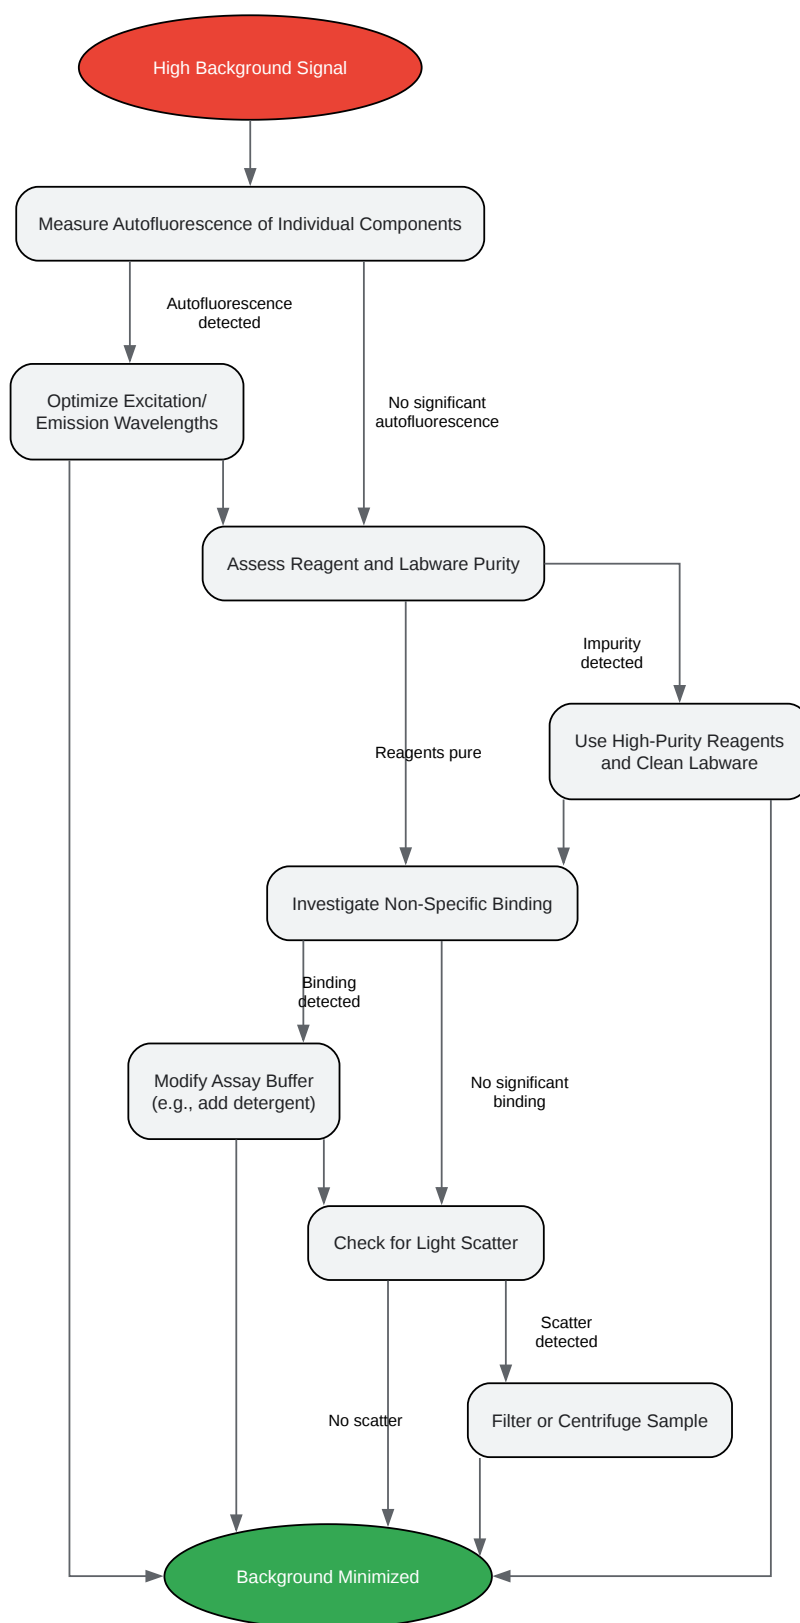 High Background Signal
Measure Autofluorescence of Individual Components
Autofluorescence
detected
Optimize Excitation/
Emission Wavelengths
No significant
autofluorescence
Assess Reagent and Labware Purity
Impurity
detected
Reagents pure
Use High-Purity Reagents
and Clean Labware
Investigate Non-Specific Binding
Binding
detected
Modify Assay Buffer
(e.g., add detergent)
No significant
binding
Check for Light Scatter
Scatter
detected
No scatter
Filter or Centrifuge Sample
Background Minimized